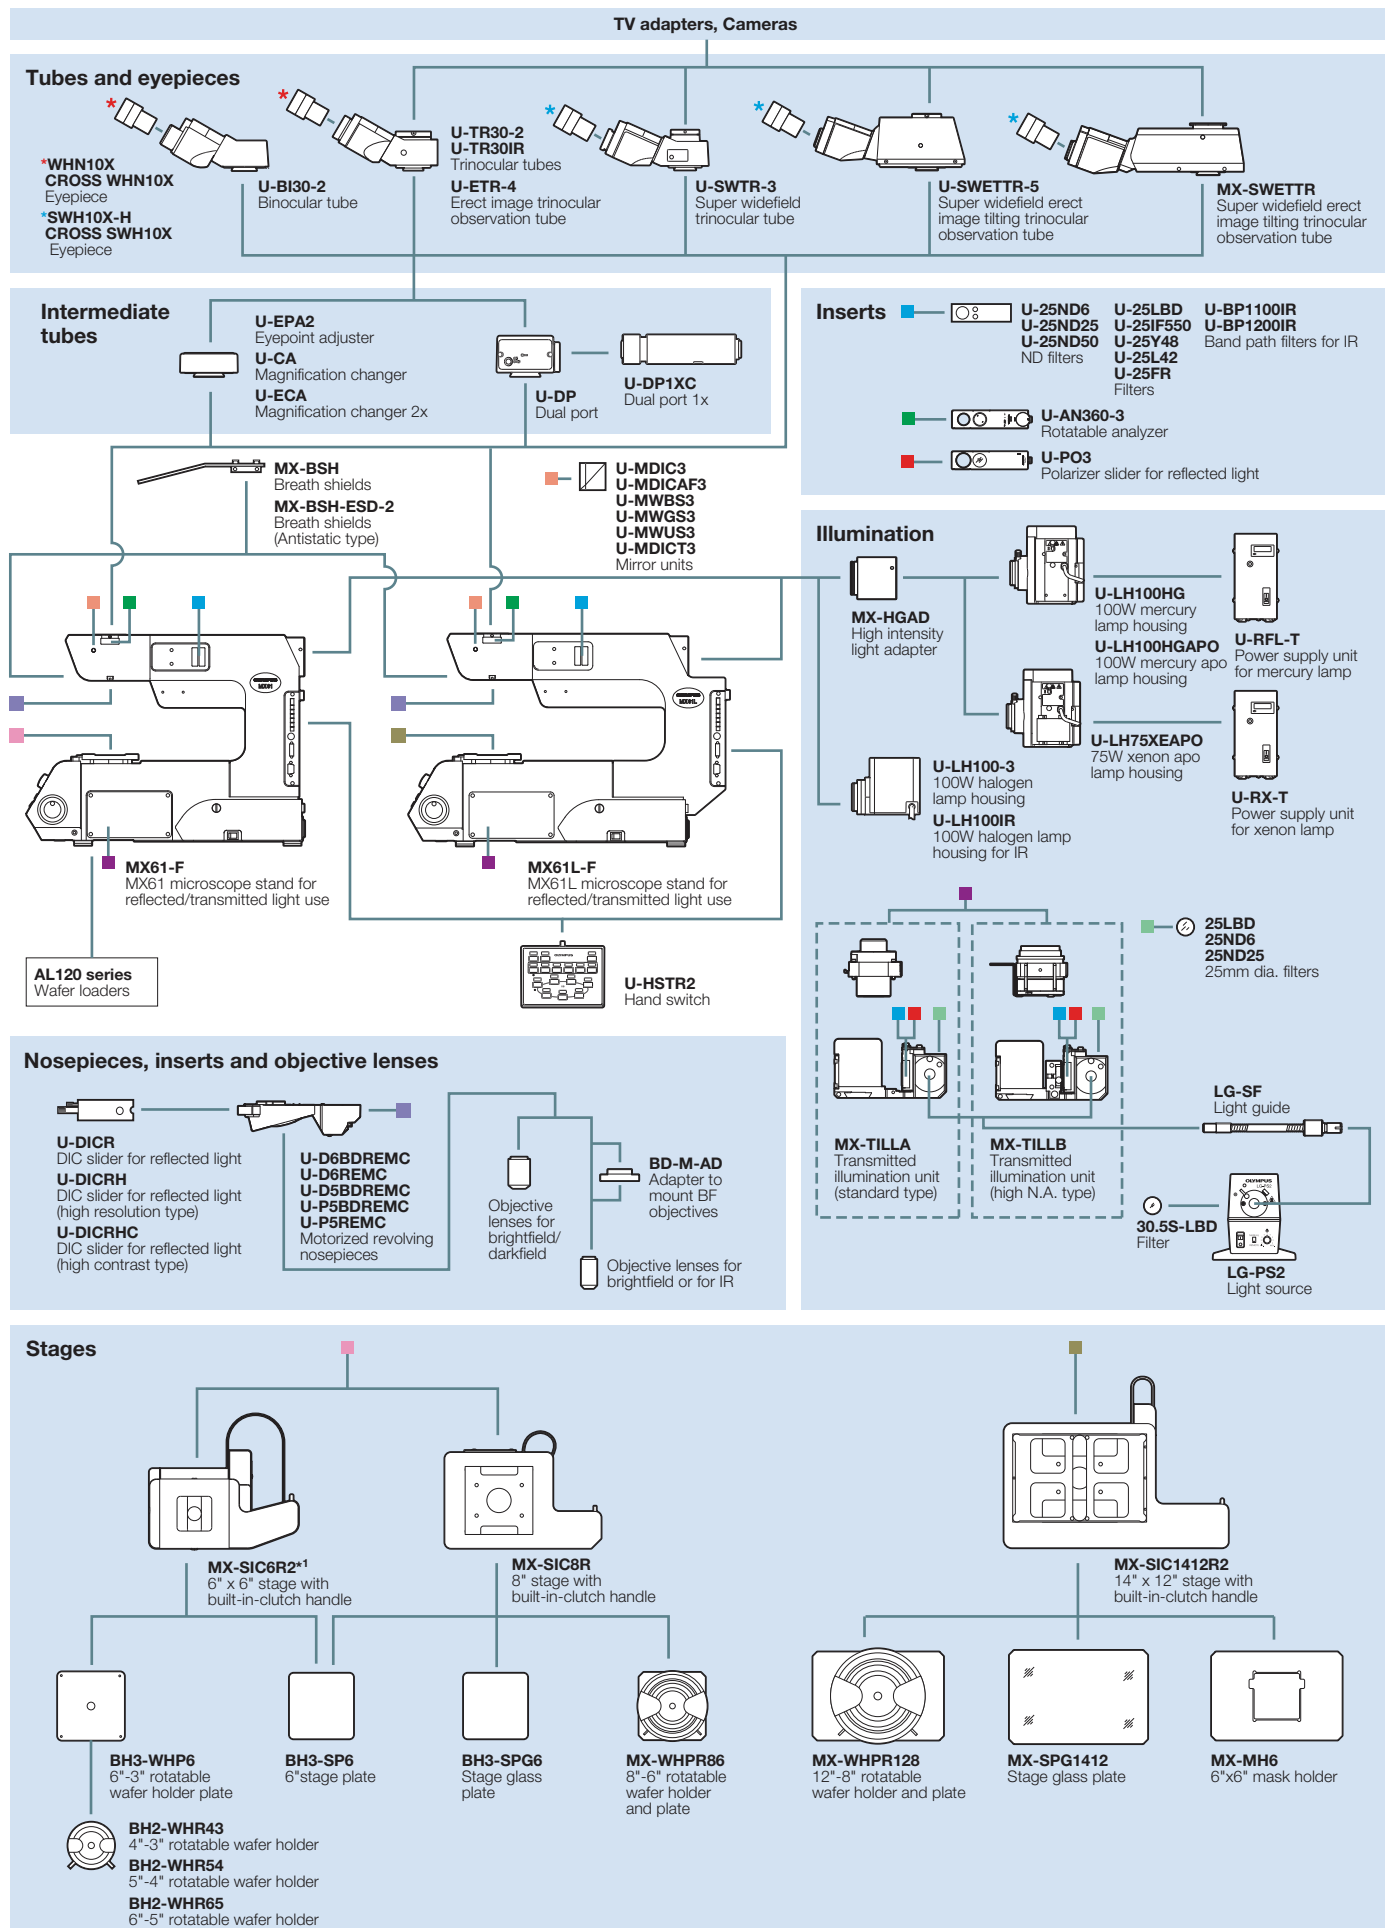 TV adapters, Cameras
Tubes and eyepieces
*WHN10X
CROSS WHN10X
Eyepiece
*SWH10X-H
CROSS SWH10X
Eyepiece
U-BI30-2
Binocular tube
U-TR30-2
U-TR30IR
Trinocular tubes
U-ETR-4
Erect image trinocular
observation tube
U-SWTR-3
Super widefield
trinocular tube
U-SWETTR-5
Super widefield erect
image tilting trinocular
observation tube
MX-SWETTR
Super widefield erect
image tilting trinocular
observation tube
Intermediate
tubes
U-EPA2
Eyepoint adjuster
U-CA
Magnification changer
U-ECA
Magnification changer 2x
U-DP
Dual port
U-DP1XC
Dual port 1x
Inserts
U-25ND6
U-25ND25
U-25ND50
ND filters
U-25LBD
U-25IF550
U-25Y48
U-25L42
U-25FR
Filters
U-BP1100IR
U-BP1200IR
Band path filters for IR
U-AN360-3
Rotatable analyzer
U-PO3
Polarizer slider for reflected light
MX-BSH
Breath shields
MX-BSH-ESD-2
Breath shields
(Antistatic type)
U-MDIC3
U-MDICAF3
U-MWBS3
U-MWGS3
U-MWUS3
U-MDICT3
Mirror units
OLYMPUS
MX61
MX61L
MX61-F
MX61 microscope stand for
reflected/transmitted light use
MX61L-F
MX61L microscope stand for
reflected/transmitted light use
AL120 series
Wafer loaders
OLYMPUS
U-HSTR2
Hand switch
Illumination
MX-HGAD
High intensity
light adapter
U-LH100HG
100W mercury
lamp housing
U-LH100HGAPO
100W mercury apo
lamp housing
U-RFL-T
Power supply unit
for mercury lamp
U-LH75XEAPO
75W xenon apo
lamp housing
U-RX-T
Power supply unit
for xenon lamp
U-LH100-3
100W halogen
lamp housing
U-LH100IR
100W halogen lamp
housing for IR
25LBD
25ND6
25ND25
25mm dia. filters
MX-TILLA
Transmitted
illumination unit
(standard type)
MX-TILLB
Transmitted
illumination unit
(high N.A. type)
LG-SF
Light guide
30.5S-LBD
Filter
OLYMPUS
LG-PS2
LG-PS2
Light source
Nosepieces, inserts and objective lenses
U-DICR
DIC slider for reflected light
U-DICRH
DIC slider for reflected light
(high resolution type)
U-DICRHC
DIC slider for reflected light
(high contrast type)
U-D6BDREMC
U-D6REMC
U-D5BDREMC
U-P5BDREMC
U-P5REMC
Motorized revolving
nosepieces
Objective
lenses for
brightfield/
darkfield
BD-M-AD
Adapter to
mount BF
objectives
Objective lenses for
brightfield or for IR
Stages
MX-SIC6R2*1
6" x 6" stage with
built-in-clutch handle
MX-SIC8R
8" stage with
built-in-clutch handle
MX-SIC1412R2
14" x 12" stage with
built-in-clutch handle
BH3-WHP6
6"-3" rotatable
wafer holder plate
BH3-SP6
6"stage plate
BH3-SPG6
Stage glass
plate
MX-WHPR86
8"-6" rotatable
wafer holder
and plate
MX-WHPR128
12"-8" rotatable
wafer holder and plate
MX-SPG1412
Stage glass plate
MX-MH6
6"x6" mask holder
BH2-WHR43
4"-3" rotatable wafer holder
BH2-WHR54
5"-4" rotatable wafer holder
BH2-WHR65
6"-5" rotatable wafer holder